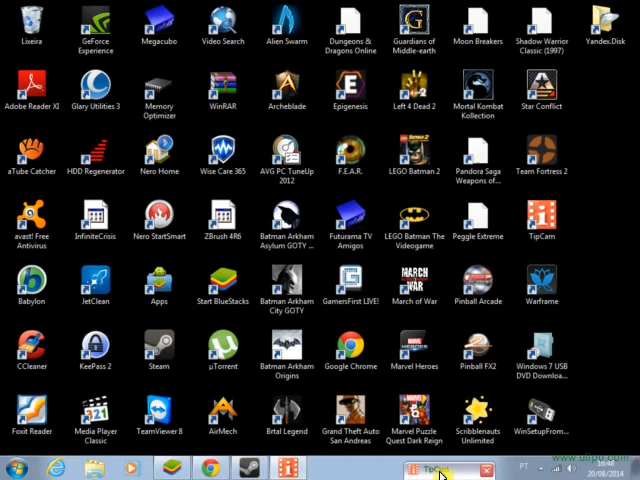 Lixeira
GeForce
Experience
Megacubo
Video Search
Alien Swarm
Dungeons &
Dragons Online
Guardians of
Middle-earth
Moon Breakers
Shadow Warrior
Classic (1997)
Yandex.Disk
Adobe Reader XI
Glary Utilities 3
Memory
Optimizer
WinRAR
Archeblade
Epigenesis
Left 4 Dead 2
Mortal Kombat
Kollection
Star Conflict
aTube Catcher
HDD Regenerator
Nero Home
Wise Care 365
AVG PC TuneUp
2012
F.E.A.R.
LEGO Batman 2
Pandora Saga
Weapons of...
Team Fortress 2
avast! Free
Antivirus
InfiniteCrisis
Nero StartSmart
ZBrush 4R6
Batman Arkham
Asylum GOTY ...
Futurama TV
Amigos
LEGO Batman The
Videogame
Peggle Extreme
TipCam
Babylon
JetClean
Apps
Start BlueStacks
Batman Arkham
City GOTY
GamersFirst LIVE!
MARCH
WAR
March of War
Pinball Arcade
Warframe
CCleaner
KeePass 2
Steam
µTorrent
Batman Arkham
Origins
Google Chrome
Marvel Heroes
Pinball FX2
Windows 7 USB
DVD Downloa...
Foxit Reader
321
Media Player
Classic
TeamViewer 8
AirMech
Brtal Legend
Grand Theft Auto
San Andreas
Marvel Puzzle
Quest Dark Reign
Scribblenauts
Unlimited
WinSetupFrom...
TipCam
PT
16:48
20/08/2014